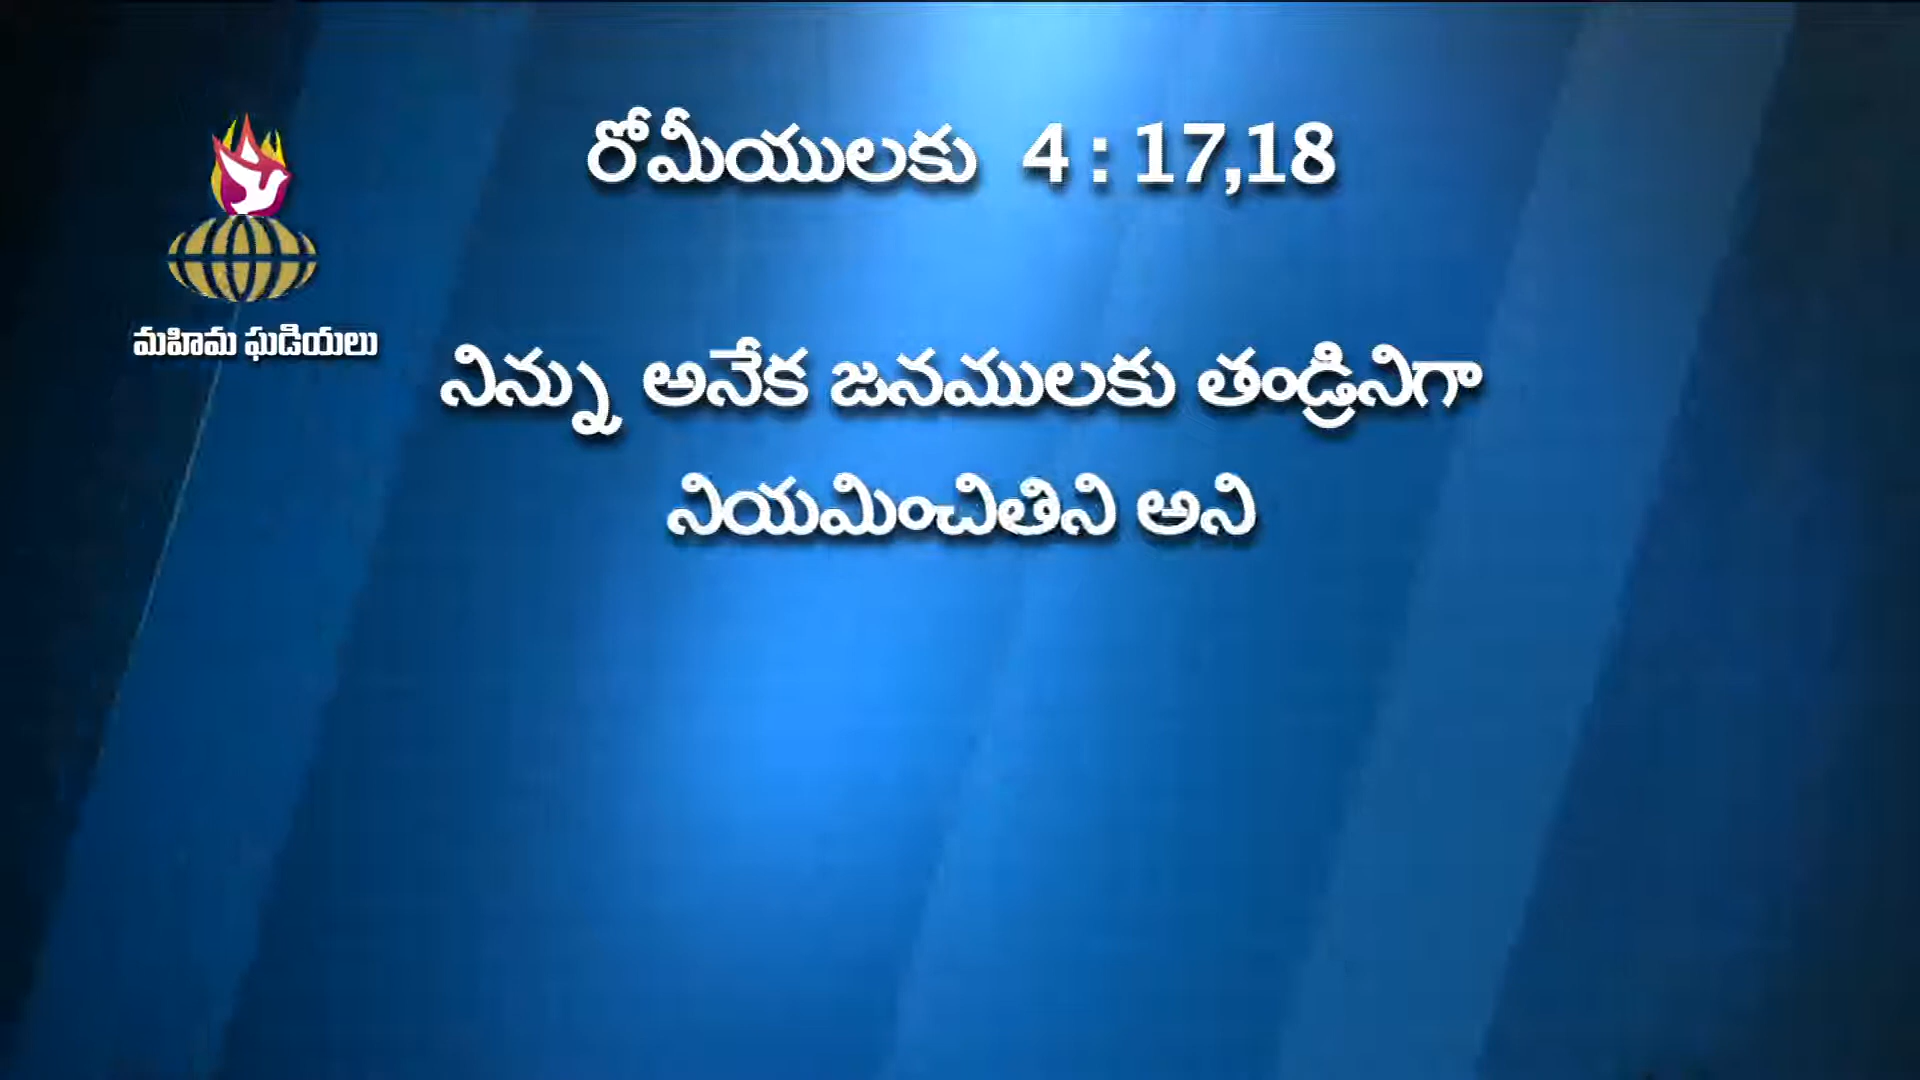 రోమీయులకు 4 : 17,18
మహిమ ఘడియలు
నిన్ను అనేక జనములకు తండ్రినిగా
నియమించితిని అని